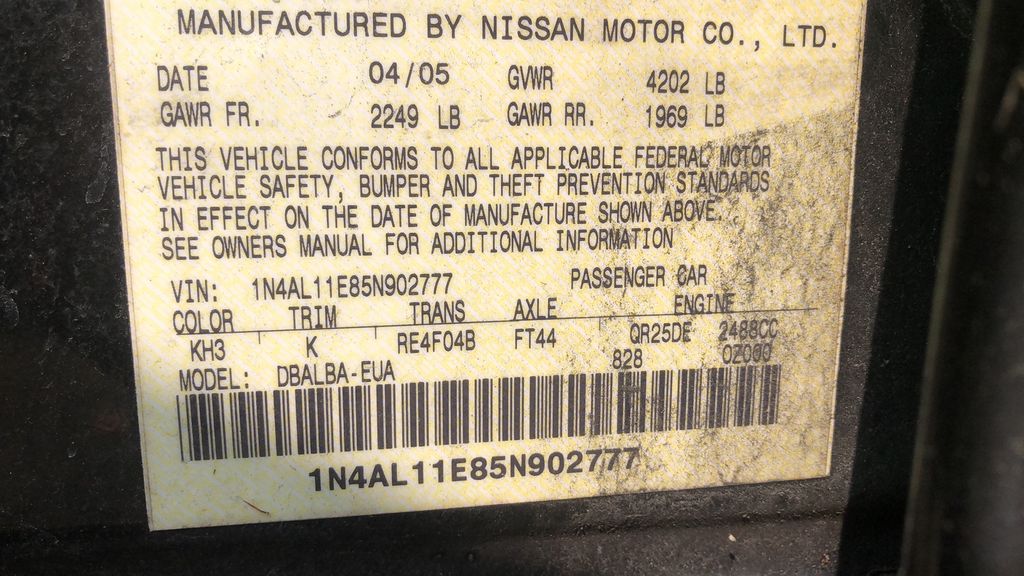 MANUFACTURED BY NISSAN MOTOR CO., LTD.
DATE 04/05 GVWR 4202 LB
GAWR FR. 2249 LB GAWR RR. 1969 LB
THIS VEHICLE CONFORMS TO ALL APPLICABLE FEDERAL MOTOR
VEHICLE SAFETY, BUMPER AND THEFT PREVENTION STANDARDS
IN EFFECT ON THE DATE OF MANUFACTURE SHOWN ABOVE.
SEE OWNERS MANUAL FOR ADDITIONAL INFORMATION
VIN: 1N4AL11E85N902777 PASSENGER CAR
COLOR TRIM TRANS AXLE ENGINE
KH3 K RE4F04B FT44 QR25DE 2488CC
MODEL: DBALBA-EUA 828 0Z000
1N4AL11E85N902777